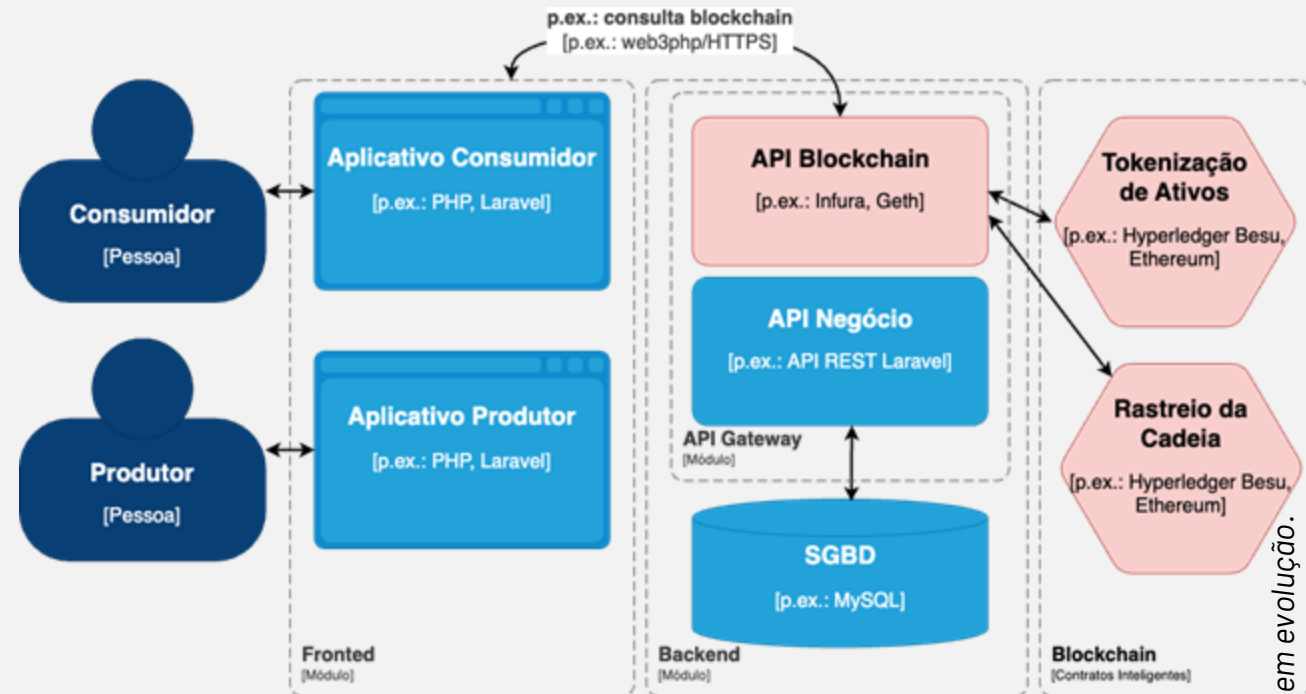 p.ex.: consulta blockchain
[p.ex.: web3php/HTTPS]
Consumidor
[Pessoa]
Aplicativo Consumidor
[p.ex.: PHP, Laravel]
API Blockchain
[p.ex.: Infura, Geth]
Tokenização
de Ativos
[p.ex.: Hyperledger Besu,
Ethereum]
Produtor
[Pessoa]
Aplicativo Produtor
[p.ex.: PHP, Laravel]
API Negócio
[p.ex.: API REST Laravel]
API Gateway
[Módulo]
Rastreio da
Cadeia
[p.ex.: Hyperledger Besu,
Ethereum]
SGBD
[p.ex.: MySQL]
Fronted
[Módulo]
Backend
[Módulo]
Blockchain
[Contratos Inteligentes]
em evolução.